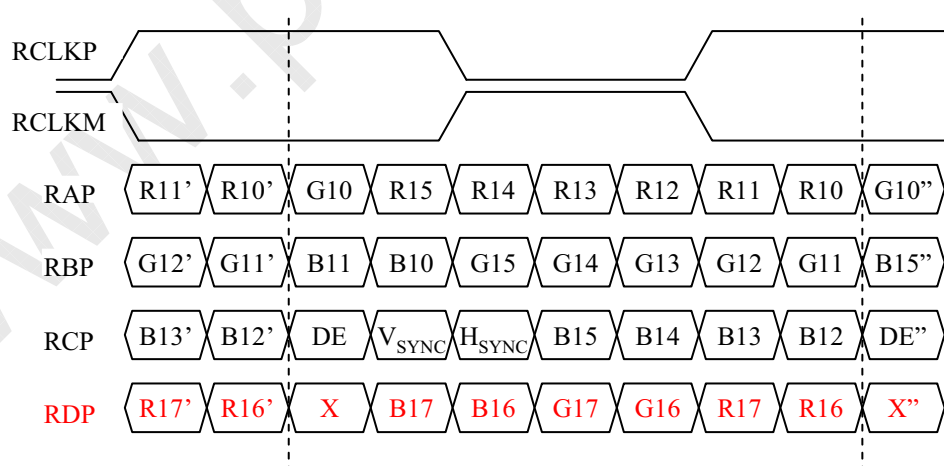 RCLKP
RCLKM
RAP R11’ R10’ G10 R15 R14 R13 R12 R11 R10 G10”
RBP G12’ G11’ B11 B10 G15 G14 G13 G12 G11 B15”
RCP B13’ B12’ DE VSYNC HSYNC B15 B14 B13 B12 DE”
RDP R17’ R16’ X B17 B16 G17 G16 R17 R16 X”